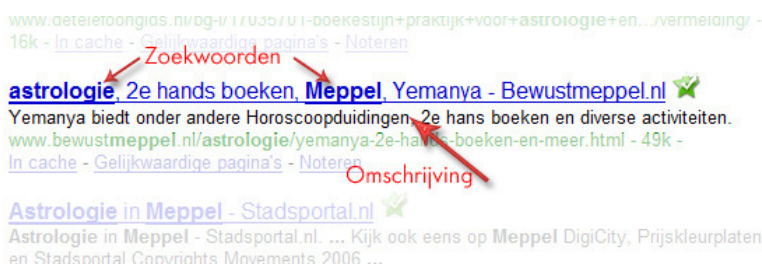 www.detelefoongids.nl/bg-l/17035701-boekestijn+praktijk+voor+astrologie+en.../vermelding/ -
16k - In cache - Gelijkwaardige pagina's - Noteren
Zoekwoorden
astrologie, 2e hands boeken, Meppel, Yemanya - Bewustmeppel.nl
Yemanya biedt onder andere Horoscoopduidingen, 2e hans boeken en diverse activiteiten.
www.bewustmeppel.nl/astrologie/yemanya-2e-hands-boeken-en-meer.html - 49k -
In cache - Gelijkwaardige pagina's - Noteren
Omschrijving
Astrologie in Meppel - Stadsportal.nl
Astrologie in Meppel - Stadsportal.nl. ... Kijk ook eens op Meppel DigiCity, Prijskleurplaten
en Stadsportal Copyrights Movements 2006 ...